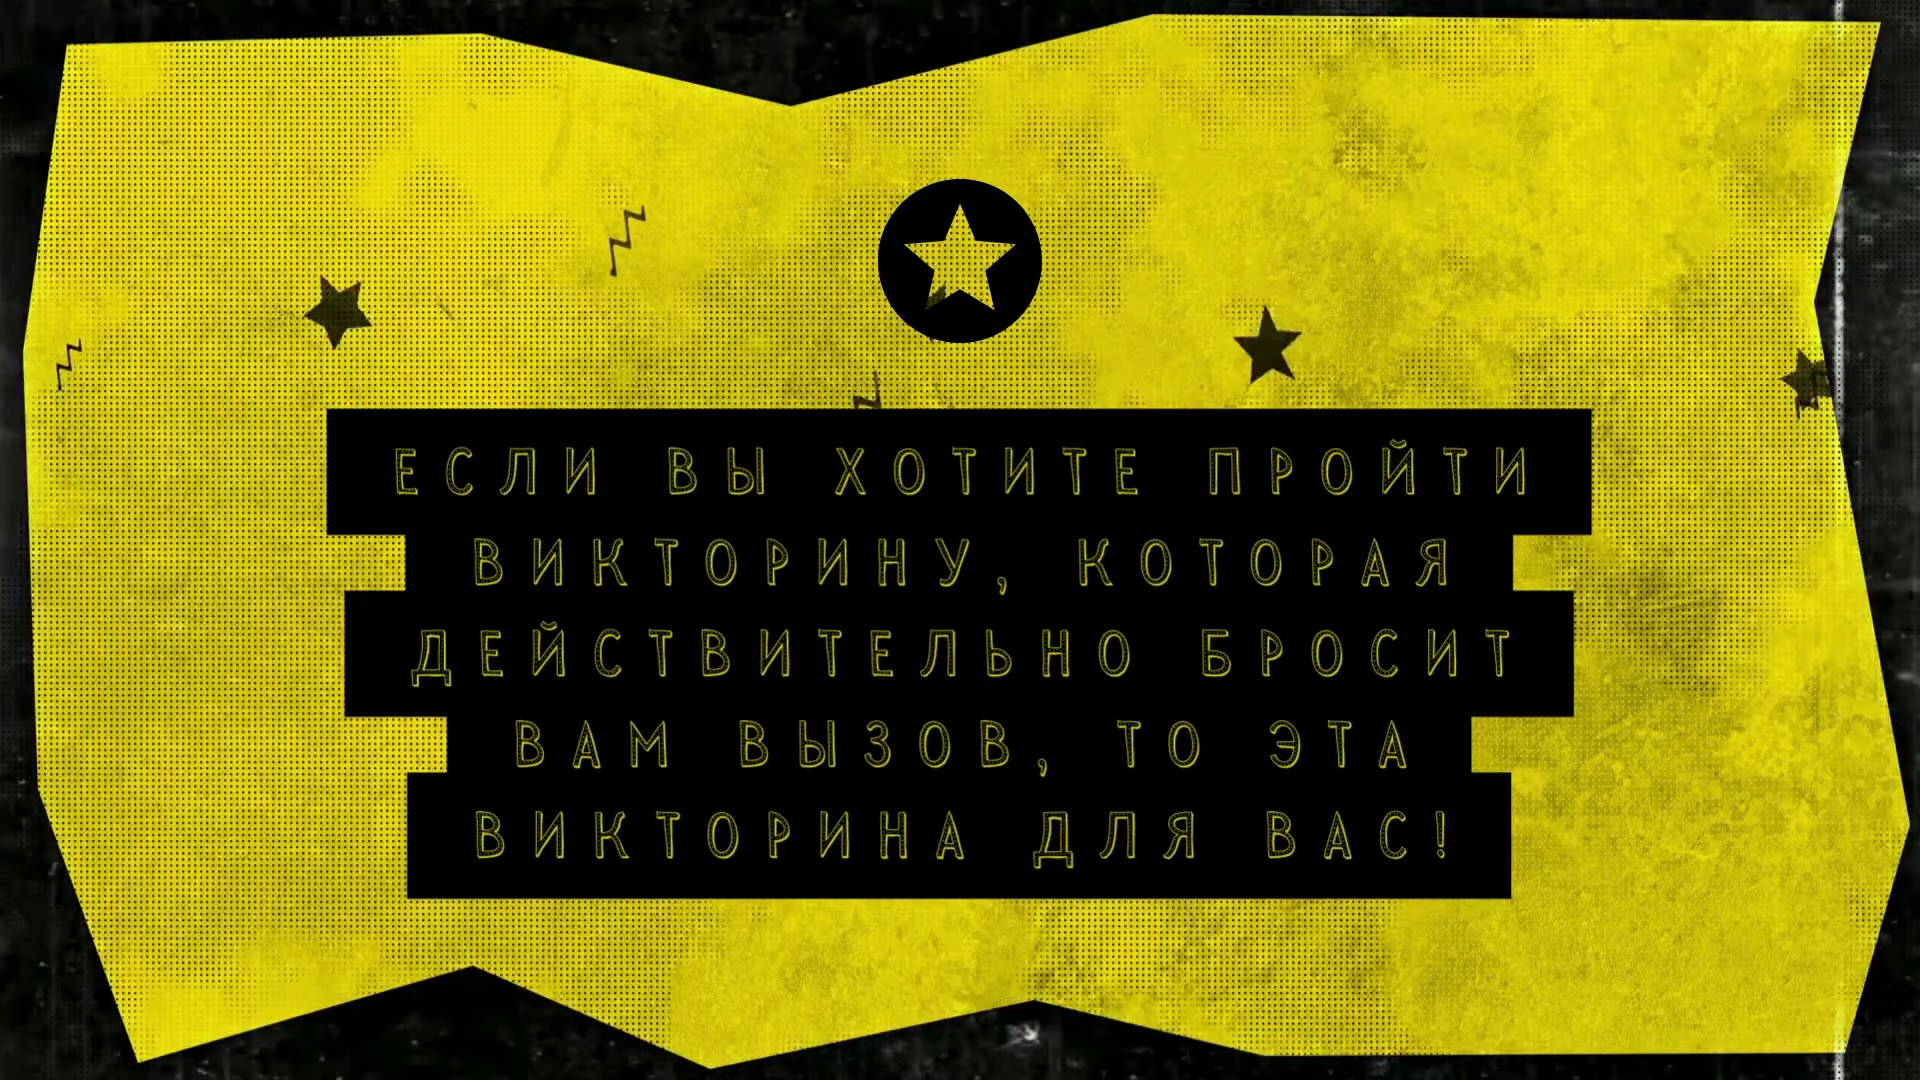 ЕСЛИ ВЫ ХОТИТЕ ПРОЙТИ
ВИКТОРИНУ, КОТОРАЯ
ДЕЙСТВИТЕЛЬНО БРОСИТ
ВАМ ВЫЗОВ, ТО ЭТА
ВИКТОРИНА ДЛЯ ВАС!